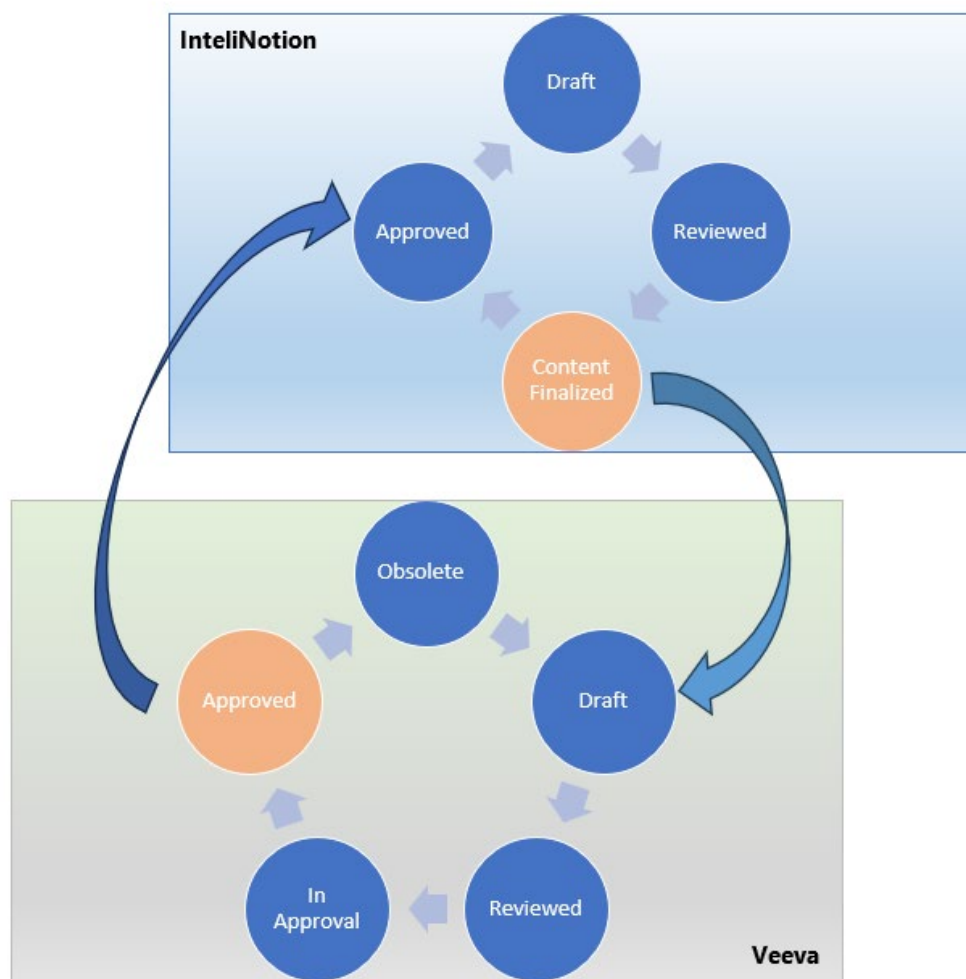 InteliNotion
Draft
Approved
Reviewed
Content
Finalized
Obsolete
Approved
Draft
In
Approval
Reviewed
Veeva